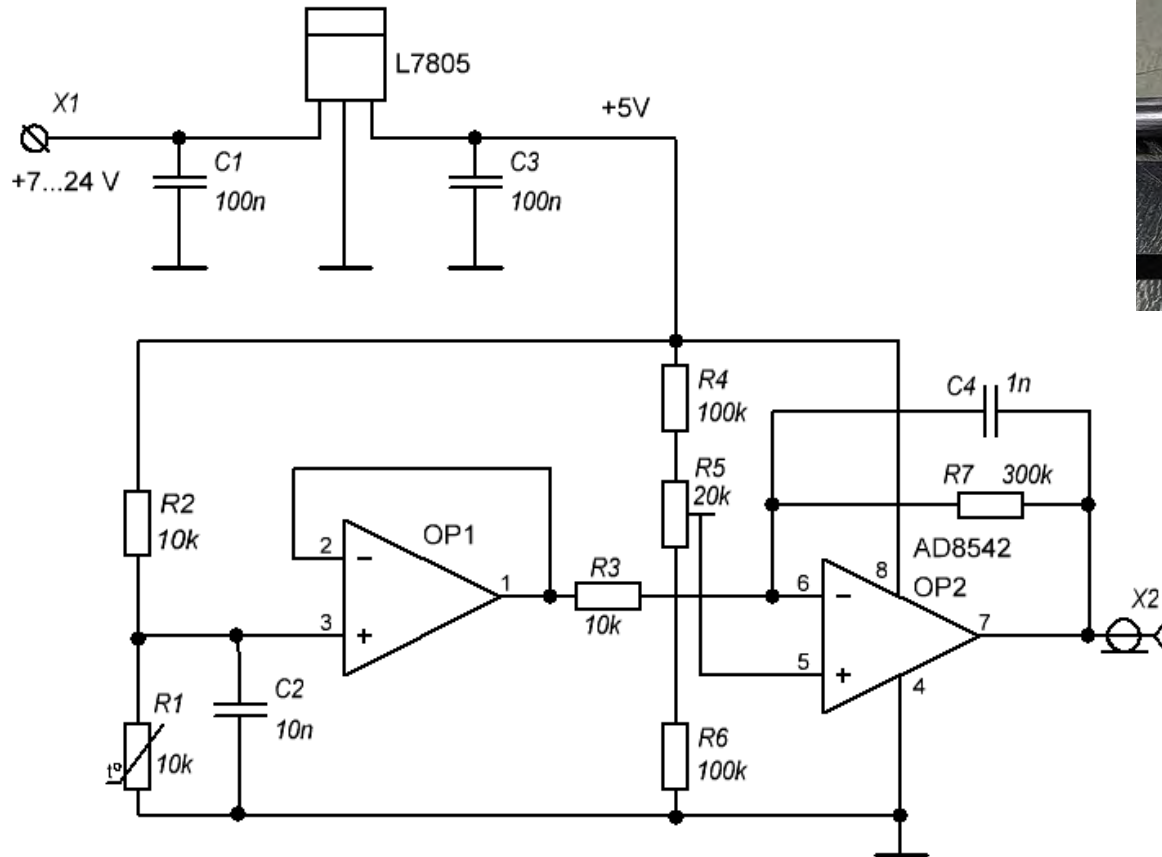 L7805
X1
+5V
+7...24 V
C1
100n
C3
100n
R4
100k
C4
1n
R5
20k
R7
300k
R2
10k
OP1
AD8542
OP2
2
−
1
R3
10k
6
−
8
7
X2
3
+
5
+
4
R1
10k
t°
C2
10n
R6
100k